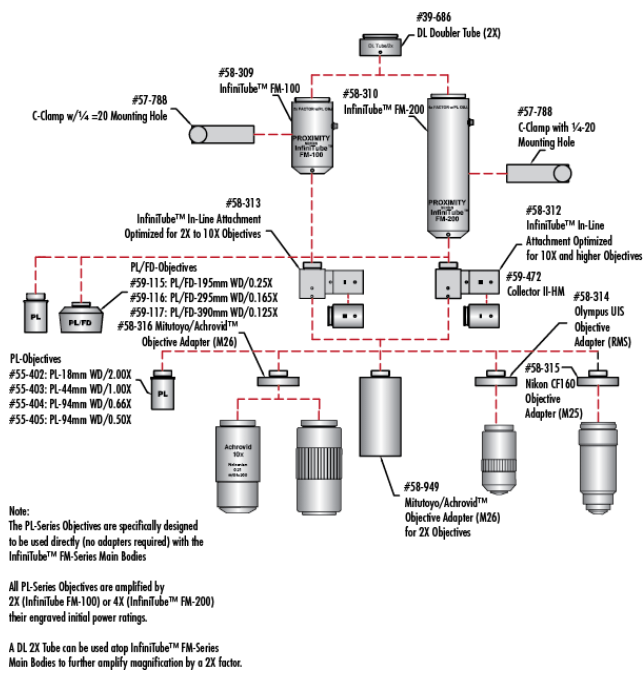 #39-686
DL Doubler Tube (2X)
DL Tube/2x
#58-309
InfiniTube™ FM-100
#58-310
InfiniTube™ FM-200
#57-788
C-Clamp w/¼ =20 Mounting Hole
#57-788
C-Clamp with ¼-20
Mounting Hole
PROXIMITY
InfiniTube
FM-100
PROXIMITY
InfiniTube
FM-200
#58-313
InfiniTube™ In-Line Attachment
Optimized for 2X to 10X Objectives
#58-312
InfiniTube™ In-Line
Attachment Optimized
for 10X and higher Objectives
#59-472
Collector II-HM
PL/FD-Objectives
#59-115: PL/FD-195mm WD/0.25X
#59-116: PL/FD-295mm WD/0.165X
#59-117: PL/FD-390mm WD/0.125X
PL
PL/FD
#58-316 Mitutoyo/Achrovid™
Objective Adapter (M26)
#58-314
Olympus UIS
Objective
Adapter (RMS)
#58-315
Nikon CF160
Objective
Adapter (M25)
PL-Objectives
#55-402: PL-18mm WD/2.00X
#55-403: PL-44mm WD/1.00X
#55-404: PL-94mm WD/0.66X
#55-405: PL-94mm WD/0.50X
PL
Achrovid
10x
#58-949
Mitutoyo/Achrovid™
Objective Adapter (M26)
for 2X Objectives
Note:
The PL-Series Objectives are specifically designed
to be used directly (no adapters required) with the
InfiniTube™ FM-Series Main Bodies
All PL-Series Objectives are amplified by
2X (InfiniTube FM-100) or 4X (InfiniTube™ FM-200)
their engraved initial power ratings.
A DL 2X Tube can be used atop InfiniTube™ FM-Series
Main Bodies to further amplify magnification by a 2X factor.